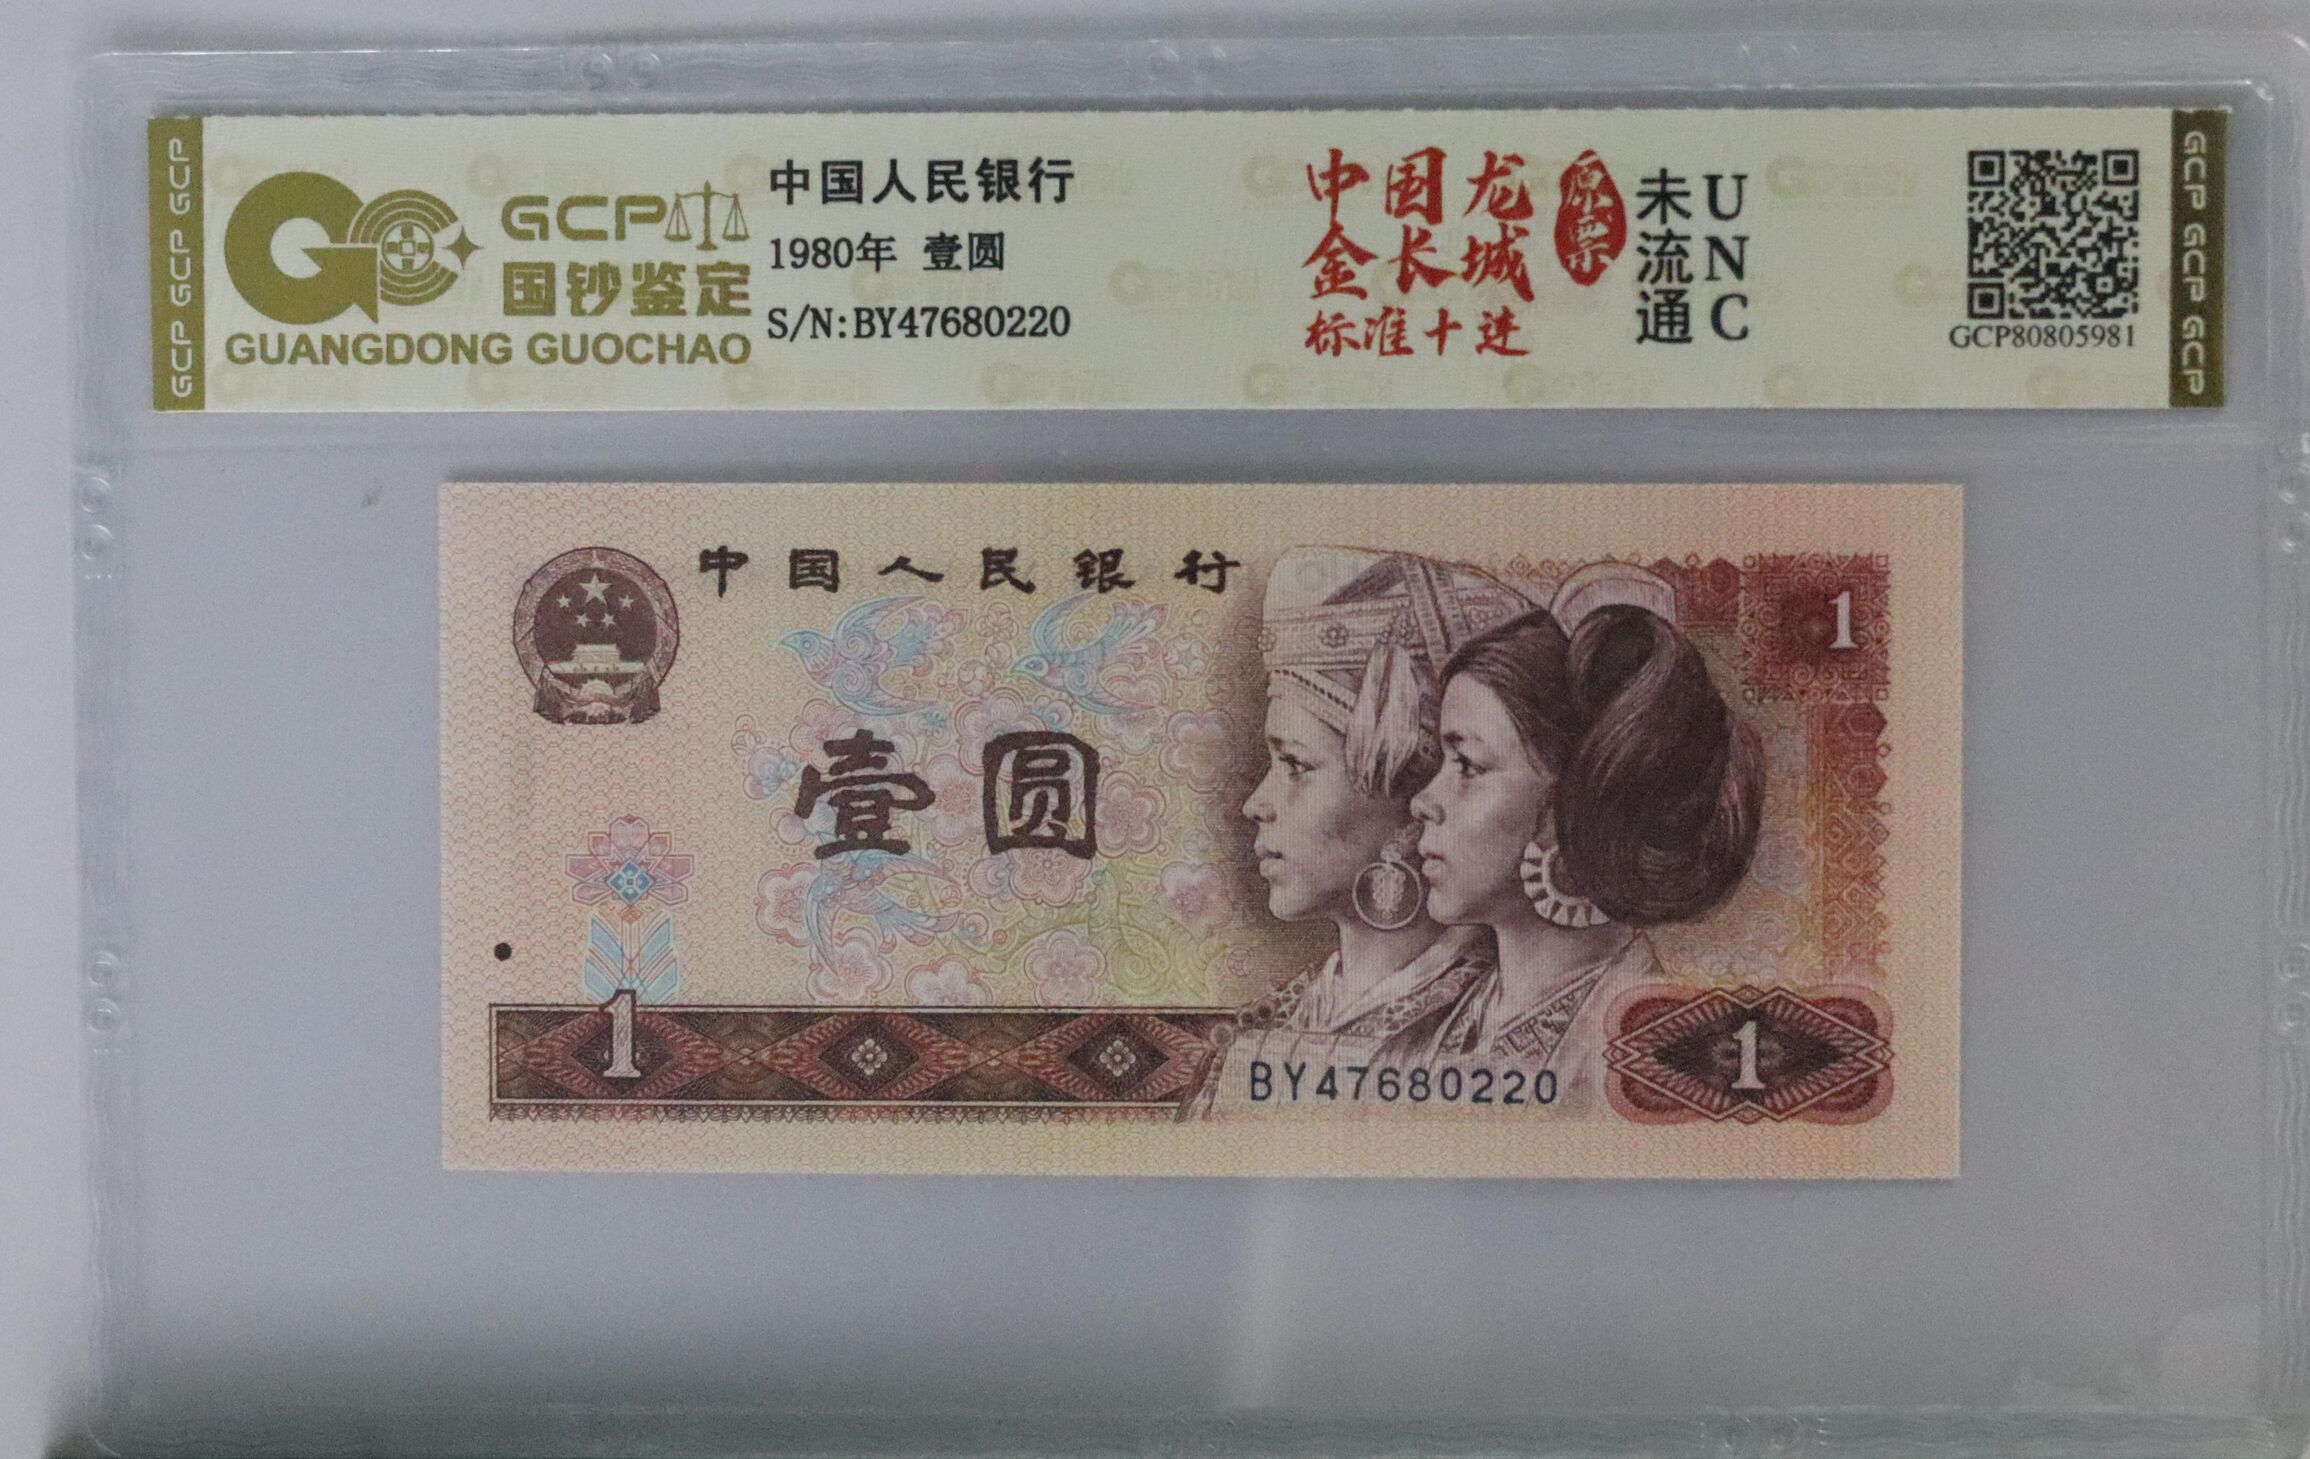 GCP GCP GCP
GCP
国钞鉴定
GUANGDONG GUOCHAO
中国人民银行
1980年 壹圆
S/N:BY47680220
中国龙
金长城
标准十进
原票
未流通
UNC
GCP80805981
GCP GCP GCP
中国人民银行
壹圆
1
1
1
BY47680220